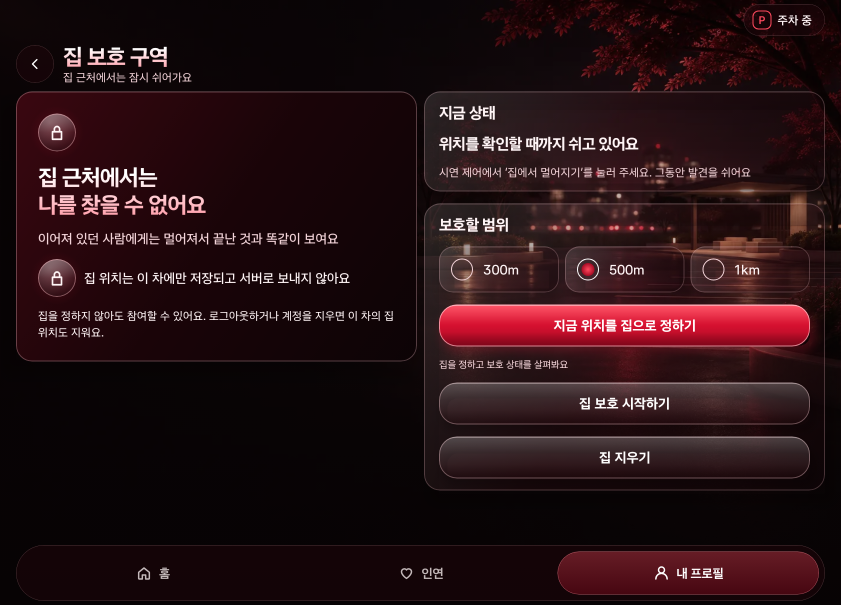 P 주차 중
집 보호 구역
집 근처에서는 잠시 쉬어가요
집 근처에서는
나를 찾을 수 없어요
이어져 있던 사람에게는 멀어져서 끝난 것과 똑같이 보여요
집 위치는 이 차에만 저장되고 서버로 보내지 않아요
집을 정하지 않아도 참여할 수 있어요. 로그아웃하거나 계정을 지우면 이 차의 집
위치도 지워요.
지금 상태
위치를 확인할 때까지 쉬고 있어요
시연 제어에서 '집에서 멀어지기'를 눌러 주세요. 그동안 발견을 쉬어요
보호할 범위
300m
500m
1km
지금 위치를 집으로 정하기
집을 정하고 보호 상태를 살펴봐요
집 보호 시작하기
집 지우기
홈
인연
내 프로필